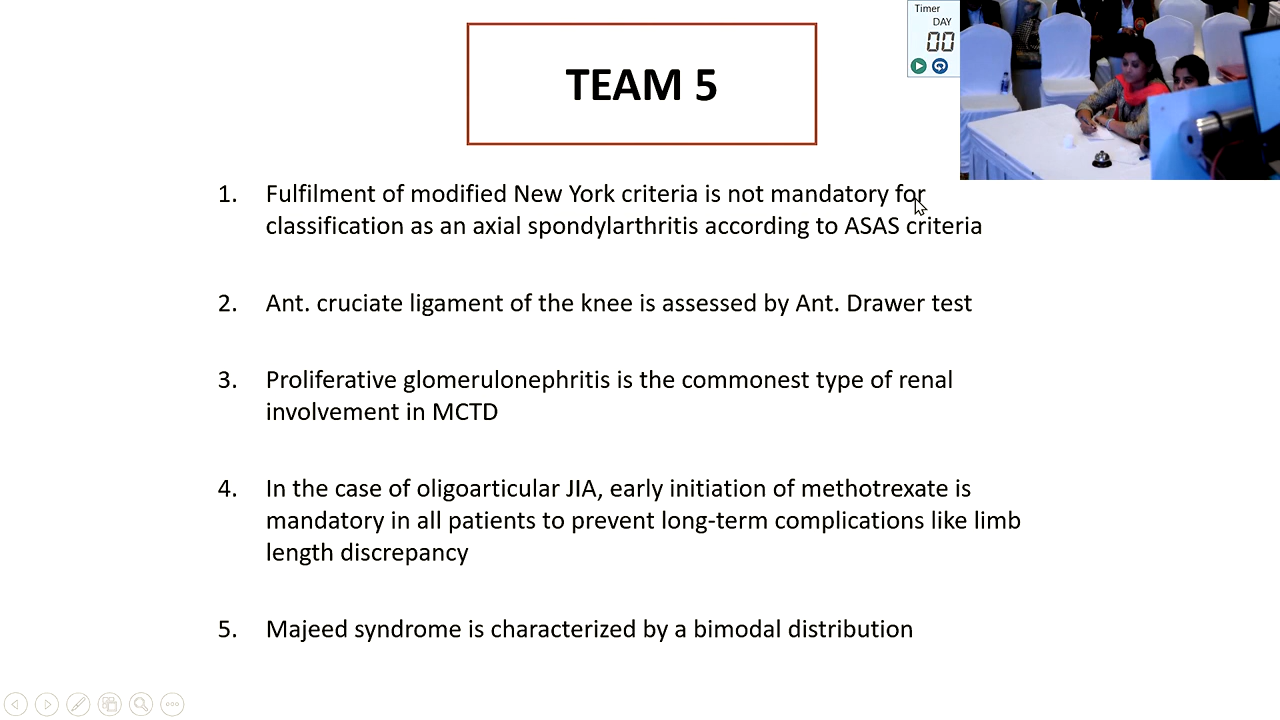 Timer
DAY
00
TEAM 5
1. Fulfilment of modified New York criteria is not mandatory for
classification as an axial spondylarthritis according to ASAS criteria
2. Ant. cruciate ligament of the knee is assessed by Ant. Drawer test
3. Proliferative glomerulonephritis is the commonest type of renal
involvement in MCTD
4. In the case of oligoarticular JIA, early initiation of methotrexate is
mandatory in all patients to prevent long-term complications like limb
length discrepancy
5. Majeed syndrome is characterized by a bimodal distribution